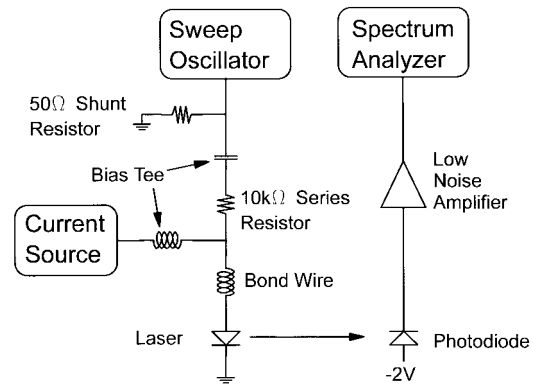 Sweep
Oscillator
Spectrum
Analyzer
50Ω Shunt
Resistor
Bias Tee
10kΩ Series
Resistor
Low
Noise
Amplifier
Current
Source
Bond Wire
Laser
Photodiode
-2V